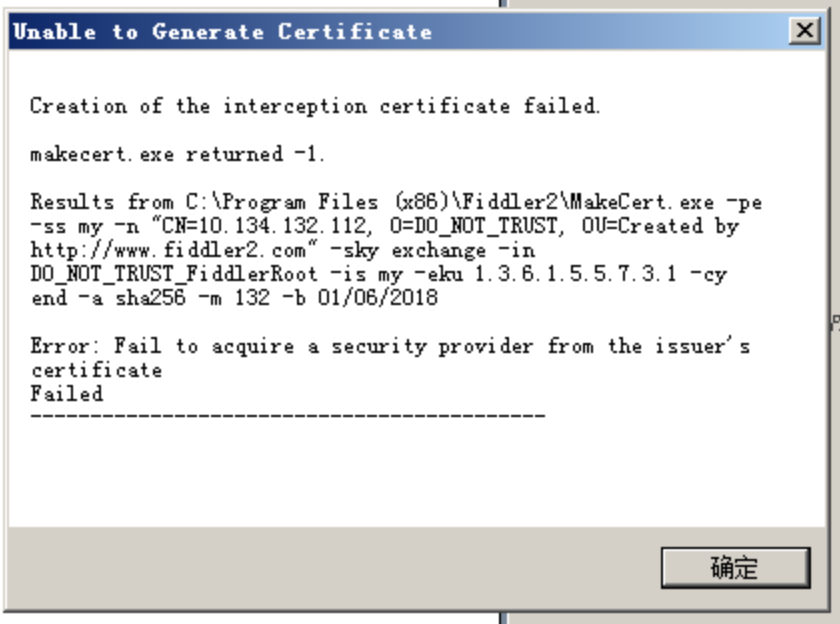 Unable to Generate Certificate
Creation of the interception certificate failed.
makecert.exe returned -1.
Results from C:\Program Files (x86)\Fiddler2\MakeCert.exe -pe
-ss my -n "CN=10.134.132.112, O=DO_NOT_TRUST, OU=Created by
http://www.fiddler2.com" -sky exchange -in
DO_NOT_TRUST_FiddlerRoot -is my -eku 1.3.6.1.5.5.7.3.1 -cy
end -a sha256 -m 132 -b 01/06/2018
Error: Fail to acquire a security provider from the issuer's
certificate
Failed
-------------------------------------------
确定